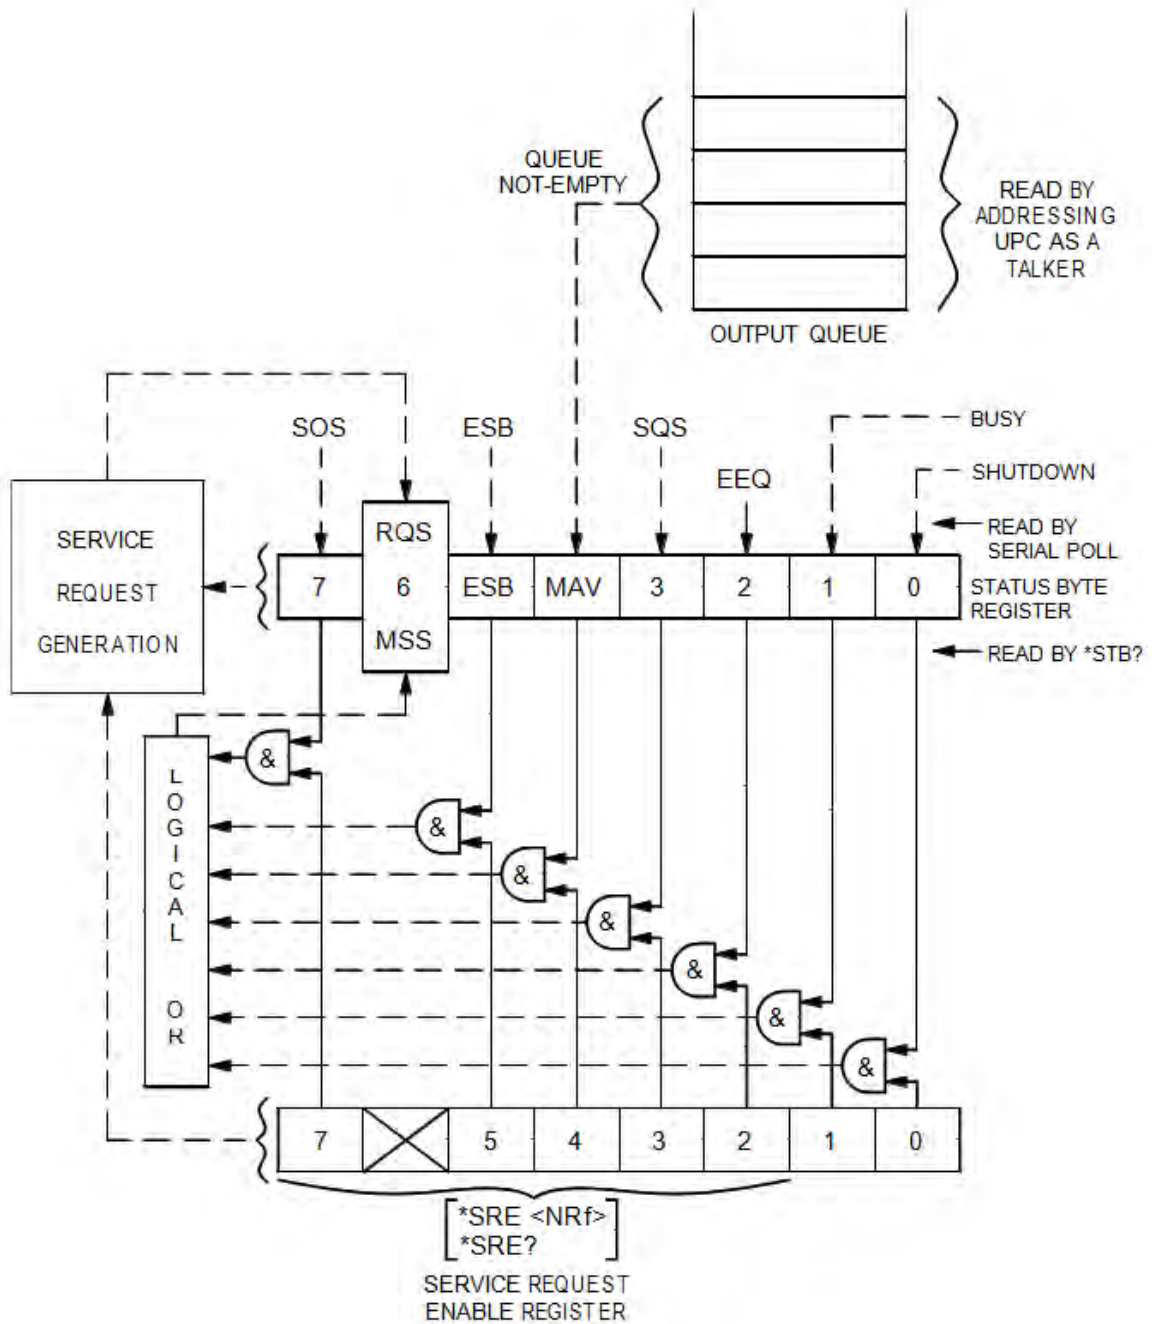 QUEUE
NOT-EMPTY
READ BY
ADDRESSING
UPC AS A
TALKER
OUTPUT QUEUE
SOS
ESB
SQS
EEQ
BUSY
SHUTDOWN
READ BY
SERIAL POLL
SERVICE
REQUEST
GENERATION
RQS
7 6 ESB MAV 3 2 1 0
MSS
STATUS BYTE
REGISTER
READ BY *STB?
LOGICAL OR
&
&
&
&
&
&
&
7 5 4 3 2 1 0
*SRE <NRf>
*SRE?
SERVICE REQUEST
ENABLE REGISTER